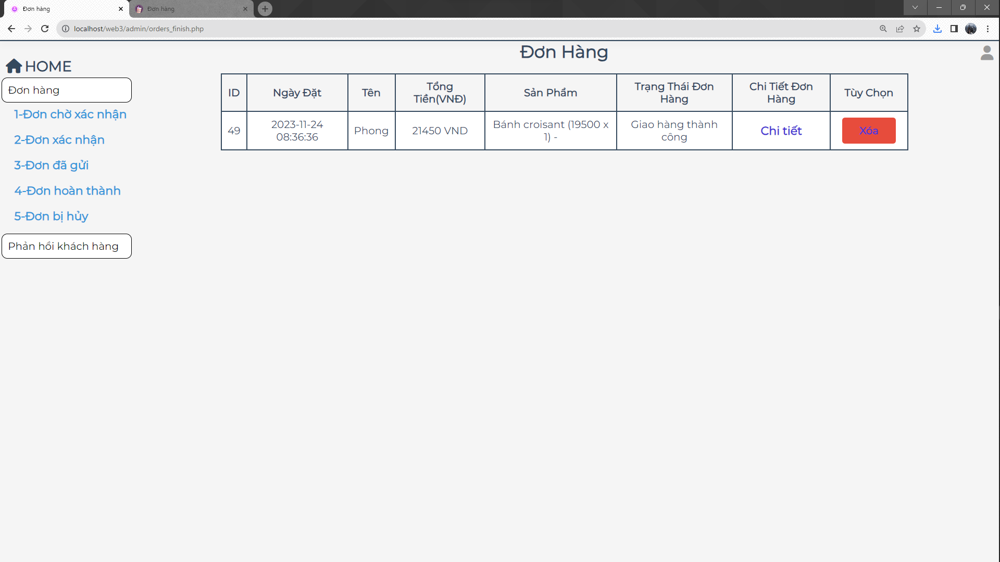 Đơn hàng
Đơn hàng
localhost/web3/admin/orders_finish.php
Đơn Hàng
HOME
Đơn hàng
1-Đơn chờ xác nhận
2-Đơn xác nhận
3-Đơn đã gửi
4-Đơn hoàn thành
5-Đơn bị hủy
Phản hồi khách hàng
ID
Ngày Đặt
Tên
Tổng
Tiền(VNĐ)
Sản Phẩm
Trạng Thái Đơn
Hàng
Chi Tiết Đơn
Hàng
Tùy Chọn
49
2023-11-24
08:36:36
Phong
21450 VND
Bánh croisant (19500 x
1) -
Giao hàng thành
công
Chi tiết
Xóa